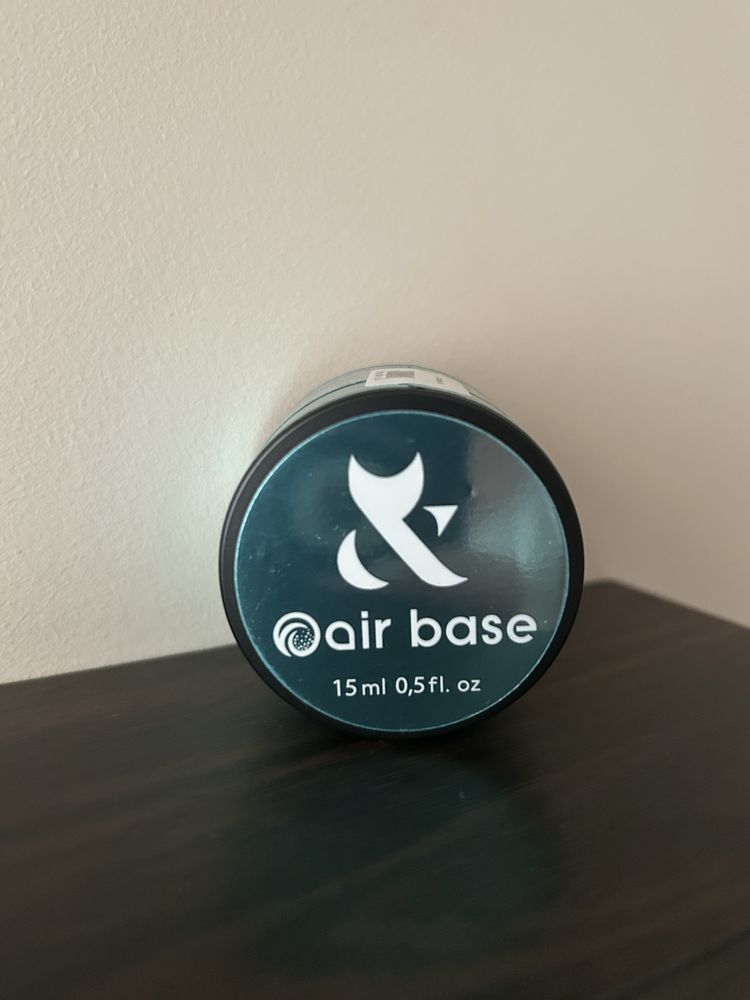 &
air base
15ml 0,5fl. oz